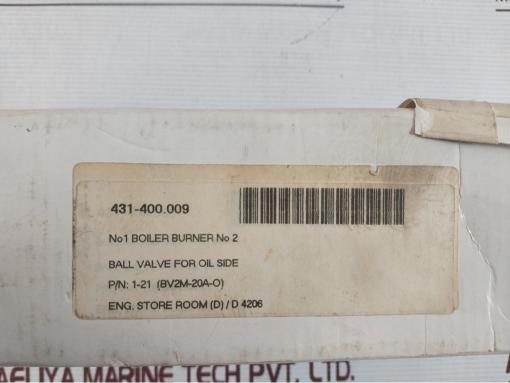 431-400.009
No1 BOILER BURNER No 2
BALL VALVE FOR OIL SIDE
P/N: 1-21 (BV2M-20A-O)
ENG. STORE ROOM (D) / D 4206
AELIYA MARINE TECH PVT. LTD.